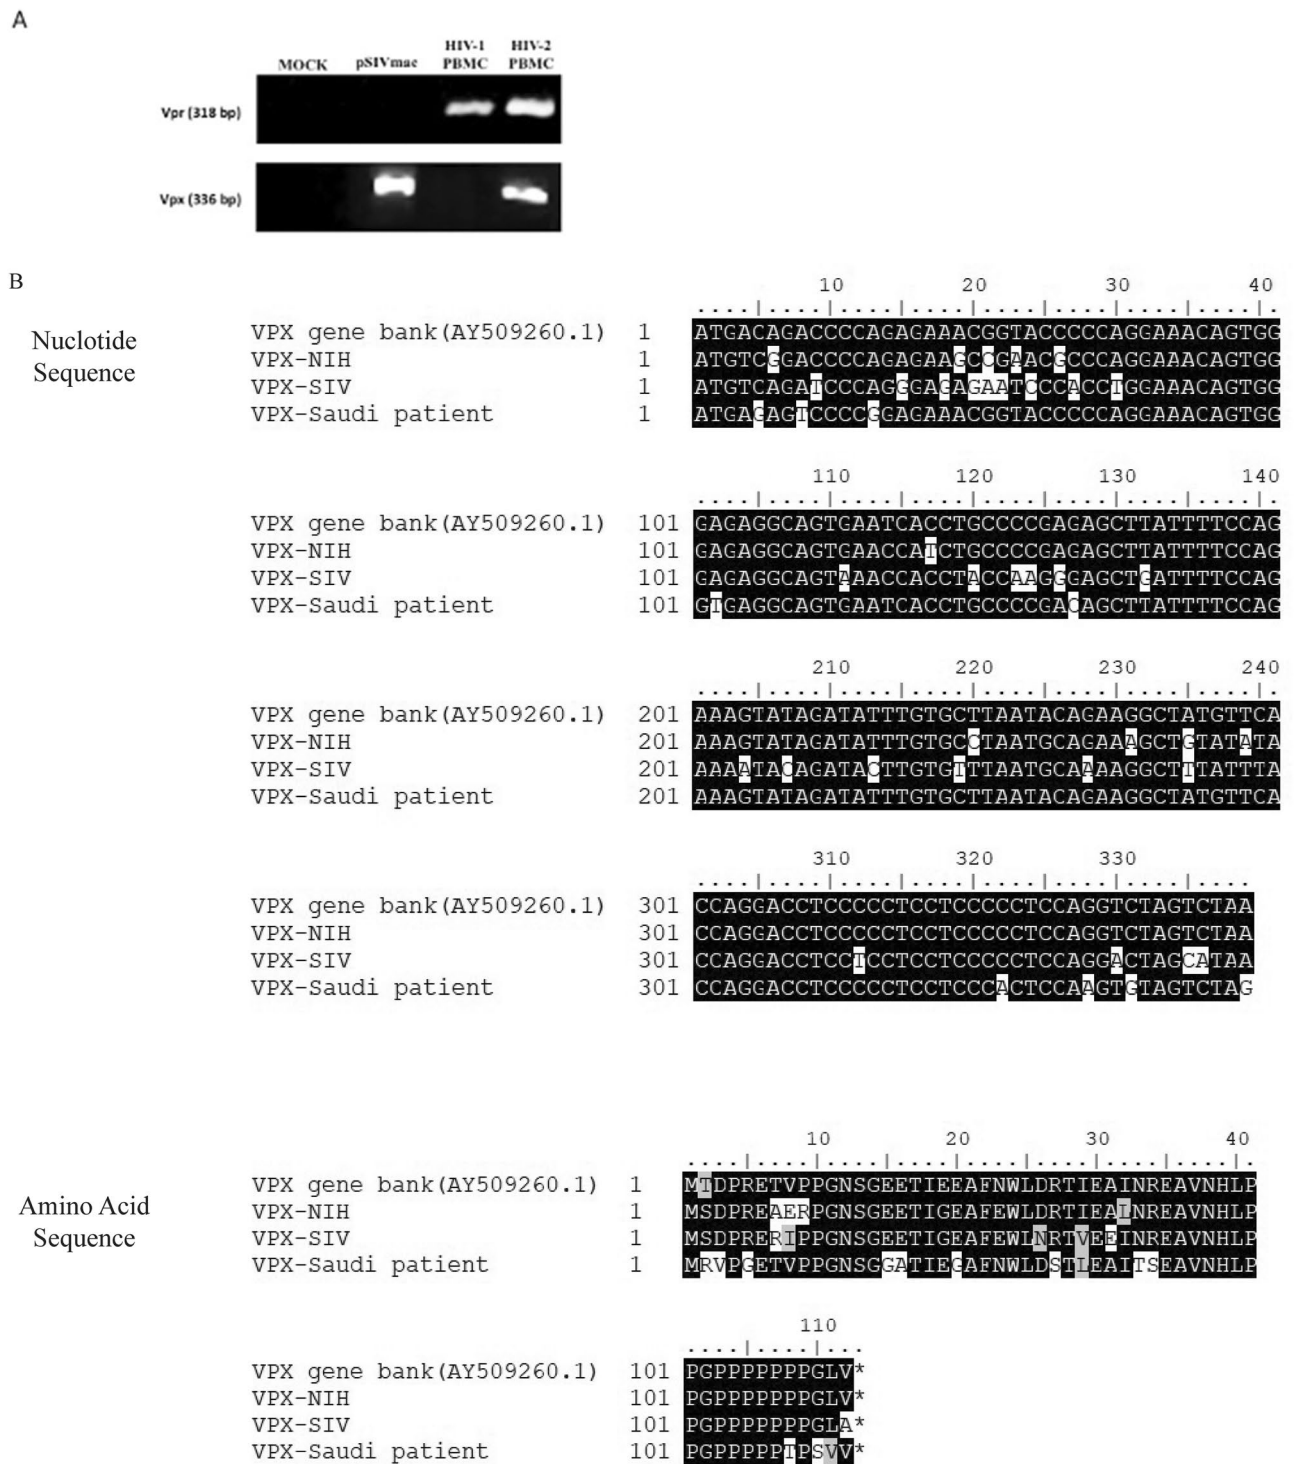 A
MOCK pSIVmac HIV-1 PBMC HIV-2 PBMC
Vpr (318 bp)
Vpx (336 bp)
B
Nuclotide Sequence
10 20 30 40
VPX gene bank(AY509260.1) 1 ATGACAGACCCCAGAGAAACGGTACCCCCAGGAAACAGTGG
VPX-NIH 1 ATGTCGGACCCCAGAGAAGCCGAACGCCCAGGAAACAGTGG
VPX-SIV 1 ATGTCAGATCCCAGGGAGAGAATCCCACCTGGAAACAGTGG
VPX-Saudi patient 1 ATGAGAGTCCCCGGAGAAACGGTACCCCCAGGAAACAGTGG
110 120 130 140
VPX gene bank(AY509260.1) 101 GAGAGGCAGTGAATCACCTGCCCCGAGAGCTTATTTTCCAG
VPX-NIH 101 GAGAGGCAGTGAACCATCTGCCCCGAGAGCTTATTTTCCAG
VPX-SIV 101 GAGAGGCAGTAAACCACCTACCAAGGGAGCTGATTTTCCAG
VPX-Saudi patient 101 GTGAGGCAGTGAATCACCTGCCCCGACAGCTTATTTTCCAG
210 220 230 240
VPX gene bank(AY509260.1) 201 AAAGTATAGATATTTGTGCTTAATACAGAAGGCTATGTTCA
VPX-NIH 201 AAAGTATAGATATTTGTGCCTAATGCAGAAAGCTGTATATA
VPX-SIV 201 AAAATACAGATACTTGTGTTTAATGCAAAAGGCTTTATTTA
VPX-Saudi patient 201 AAAGTATAGATATTTGTGCTTAATACAGAAGGCTATGTTCA
310 320 330
VPX gene bank(AY509260.1) 301 CCAGGACCTCCCCCTCCTCCCCCTCCAGGTCTAGTCTAA
VPX-NIH 301 CCAGGACCTCCCCCTCCTCCCCCTCCAGGTCTAGTCTAA
VPX-SIV 301 CCAGGACCTCCTCCTCCTCCCCCTCCAGGACTAGCATAA
VPX-Saudi patient 301 CCAGGACCTCCCCCTCCTCCCACTCCAAGTGTAGTCTAG
Amino Acid Sequence
10 20 30 40
VPX gene bank(AY509260.1) 1 MTDPRETVPPGNSGEETIEEAFNWLDRTIEAINREAVNHLP
VPX-NIH 1 MSDPREAERPGNSGEETIGEAFEWLDRTIEALNREAVNHLP
VPX-SIV 1 MSDPRERIPPGNSGEETIGEAFEWLNRTVEEINREAVNHLP
VPX-Saudi patient 1 MRVPGETVPPGNSGGATIEGAFNWLDSTLEAITSEAVNHLP
110
VPX gene bank(AY509260.1) 101 PGPPPPPPPGLV*
VPX-NIH 101 PGPPPPPPPGLV*
VPX-SIV 101 PGPPPPPPPGLA*
VPX-Saudi patient 101 PGPPPPPTPSVV*